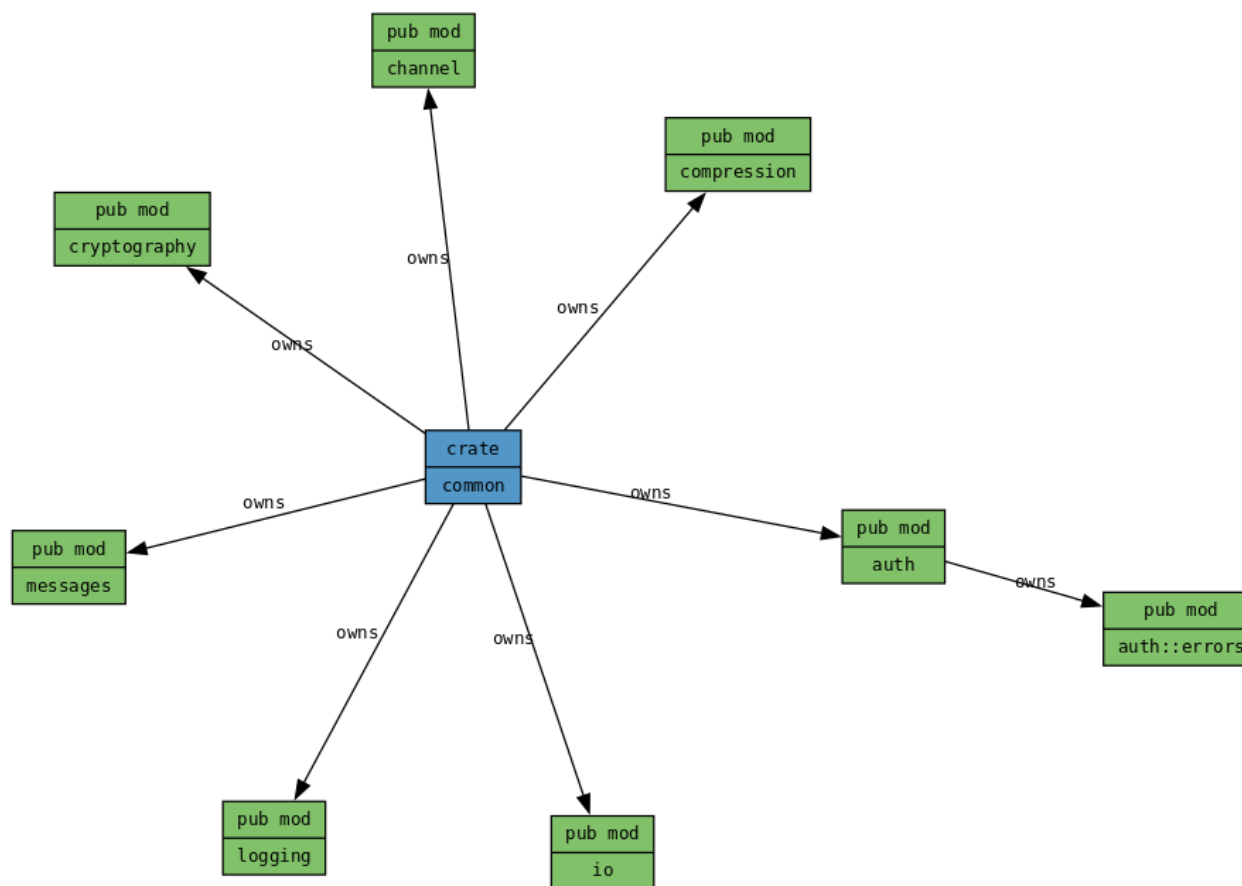 pub mod
channel
pub mod
compression
pub mod
cryptography
owns
owns
owns
crate
common
owns
owns
pub mod
auth
pub mod
messages
owns
pub mod
auth::errors
owns
owns
pub mod
logging
pub mod
io